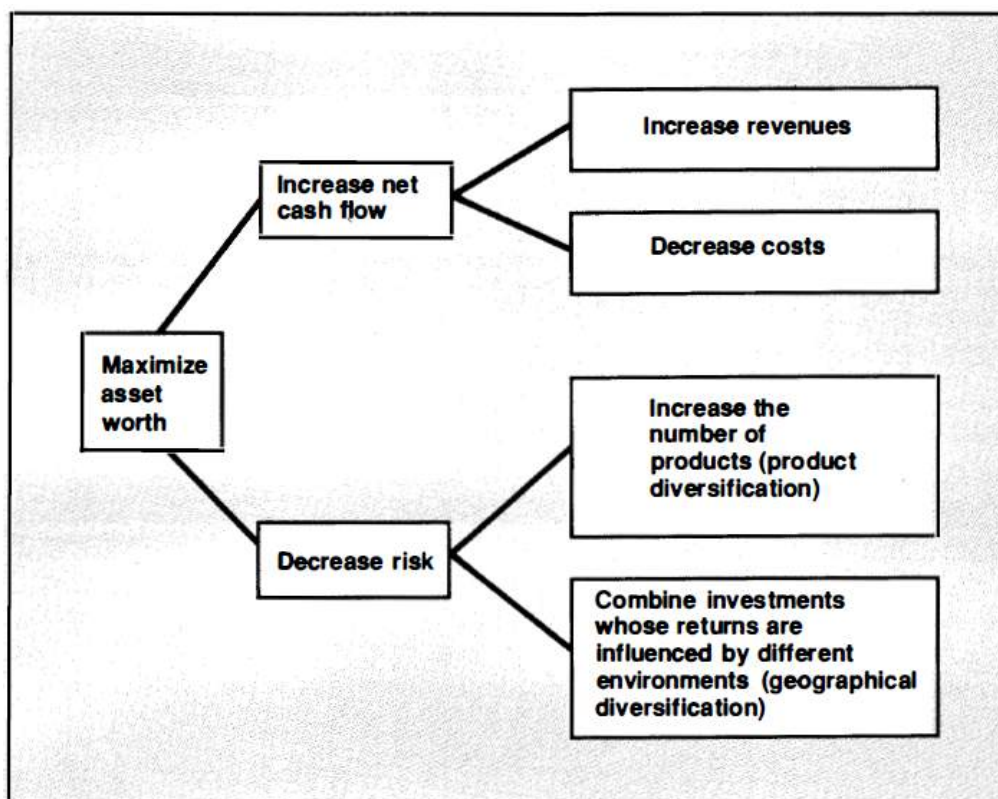 Increase revenues
Increase net
cash flow
Decrease costs
Maximize
asset
worth
Increase the
number of
products (product
diversification)
Decrease risk
Combine investments
whose returns are
influenced by different
environments (geographical
diversification)